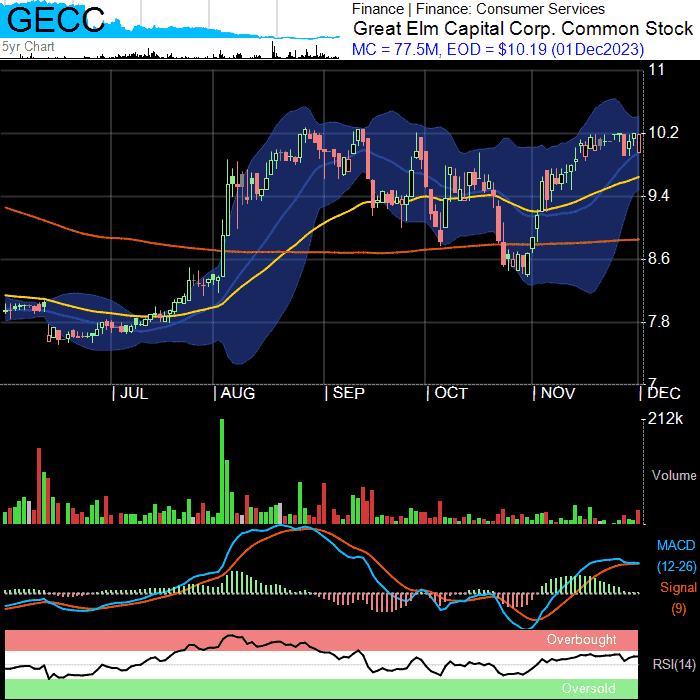 GECC
5yr Chart
Finance | Finance: Consumer Services
Great Elm Capital Corp. Common Stock
MC = 77.5M, EOD = $10.19 (01Dec2023)
11
10.2
9.4
8.6
7.8
7
JUL AUG SEP OCT NOV DEC
212k
Volume
MACD
(12-26)
Signal
(9)
Overbought
RSI(14)
Oversold